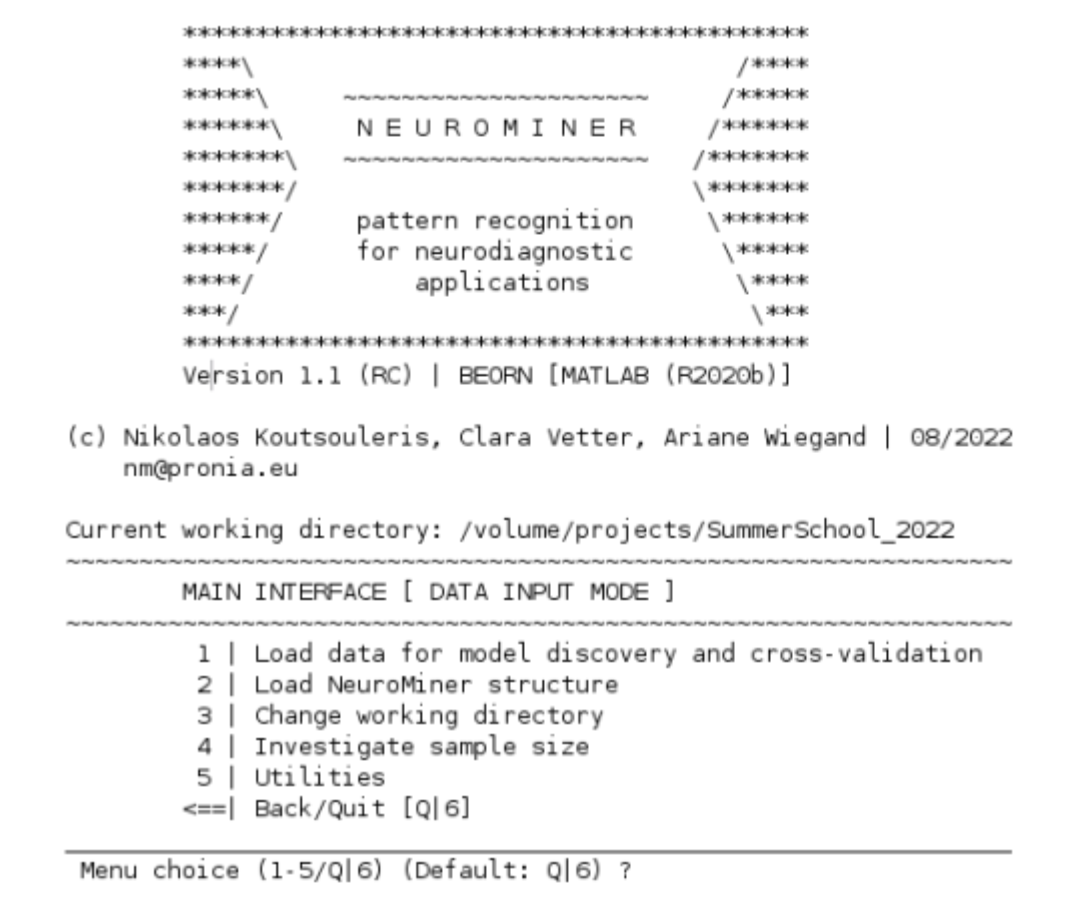 *******************************************
****\ /****
*****\ ~~~~~~~~~~~~~~~~~~~~~ /*****
******\ N E U R O M I N E R /******
*******\ ~~~~~~~~~~~~~~~~~~~~~ /*******
*******/ \*******
******/ pattern recognition \******
*****/ for neurodiagnostic \*****
****/ applications \****
***/ \***
*******************************************
Version 1.1 (RC) | BEORN [MATLAB (R2020b)]
(c) Nikolaos Koutsouleris, Clara Vetter, Ariane Wiegand | 08/2022
nm@pronia.eu
Current working directory: /volume/projects/SummerSchool_2022
~~~~~~~~~~~~~~~~~~~~~~~~~~~~~~~~~~~~~~~~~~~~~~~~~~~~~~~~~~~~~~~~~
MAIN INTERFACE [ DATA INPUT MODE ]
~~~~~~~~~~~~~~~~~~~~~~~~~~~~~~~~~~~~~~~~~~~~~~~~~~~~~~~~~~~~~~~~~
1 | Load data for model discovery and cross-validation
2 | Load NeuroMiner structure
3 | Change working directory
4 | Investigate sample size
5 | Utilities
<==| Back/Quit [Q|6]
Menu choice (1-5/Q|6) (Default: Q|6) ?